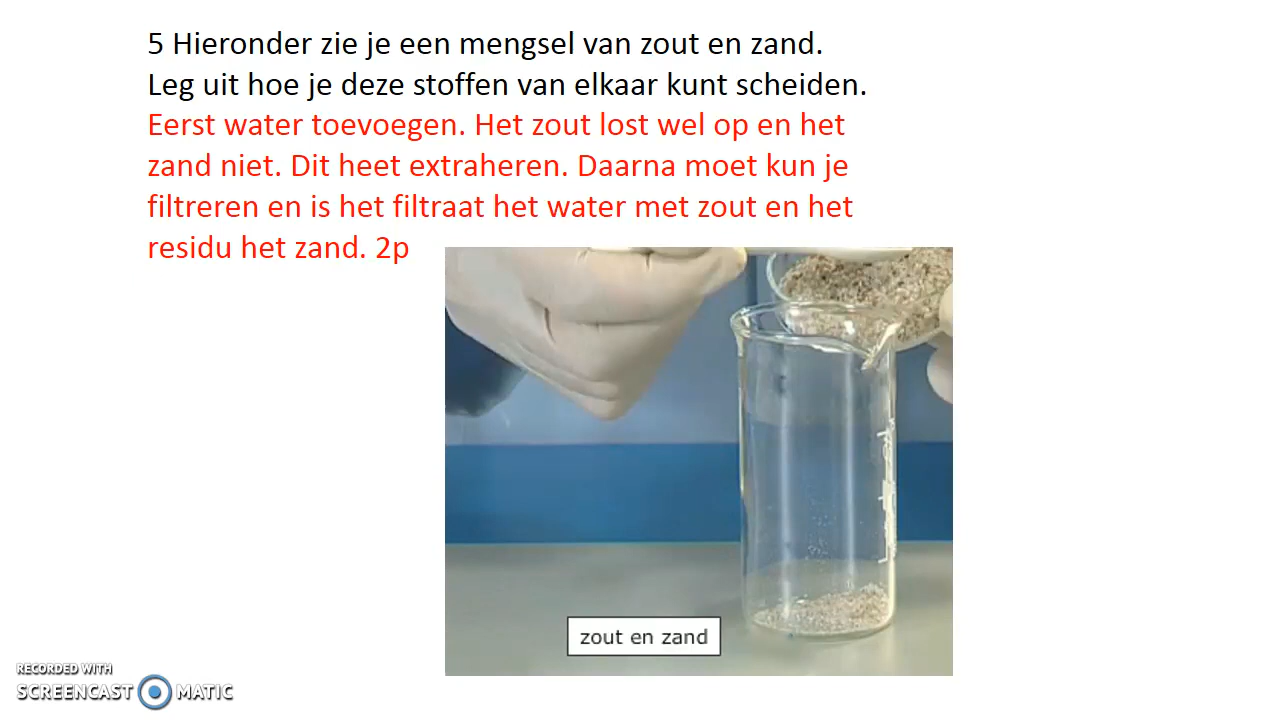 5 Hieronder zie je een mengsel van zout en zand.
Leg uit hoe je deze stoffen van elkaar kunt scheiden.
Eerst water toevoegen. Het zout lost wel op en het
zand niet. Dit heet extraheren. Daarna moet kun je
filtreren en is het filtraat het water met zout en het
residu het zand. 2p
zout en zand
RECORDED WITH
SCREENCAST MATIC